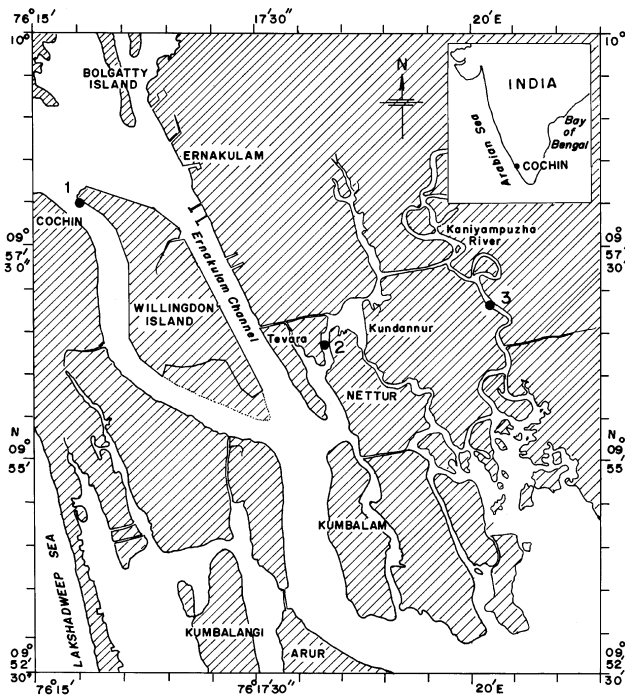 76°15′
17′30″
20′E
10°
10°
BOLGATTY
ISLAND
N
INDIA
Arabian Sea
Bay
of
Bengal
COCHIN
ERNAKULAM
1
COCHIN
Ernakulam Channel
Kaniyampuzha
River
09°
57′
30″
09°
57′
30″
WILLINGDON
ISLAND
3
Tevara
2
Kundannur
NETTUR
N
09°
55′
N
09°
55′
LAKSHADWEEP SEA
KUMBALAM
KUMBALANGI
ARUR
09°
52′
30″
09°
52′
30″
76°15′
76°17′30″
20′E